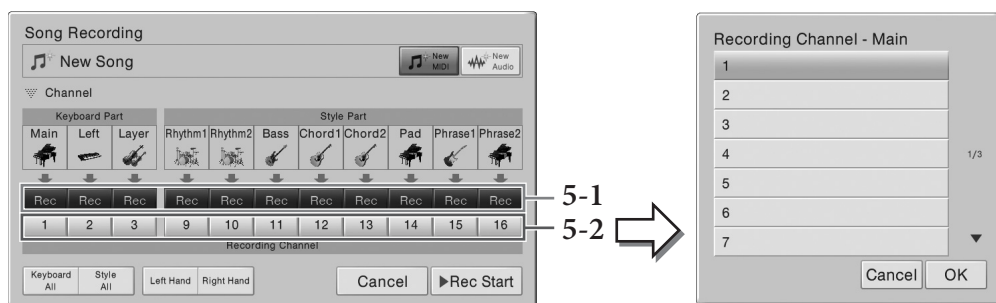 Song Recording
New Song
New MIDI
New Audio
Channel
Keyboard Part
Style Part
Main Left Layer Rhythm1 Rhythm2 Bass Chord1 Chord2 Pad Phrase1 Phrase2
Rec Rec Rec Rec Rec Rec Rec Rec Rec Rec Rec
5-1
1 2 3 9 10 11 12 13 14 15 16
5-2
Recording Channel
Keyboard All
Style All
Left Hand
Right Hand
Cancel
Rec Start
Recording Channel - Main
1
2
3
4
1/3
5
6
7
Cancel
OK